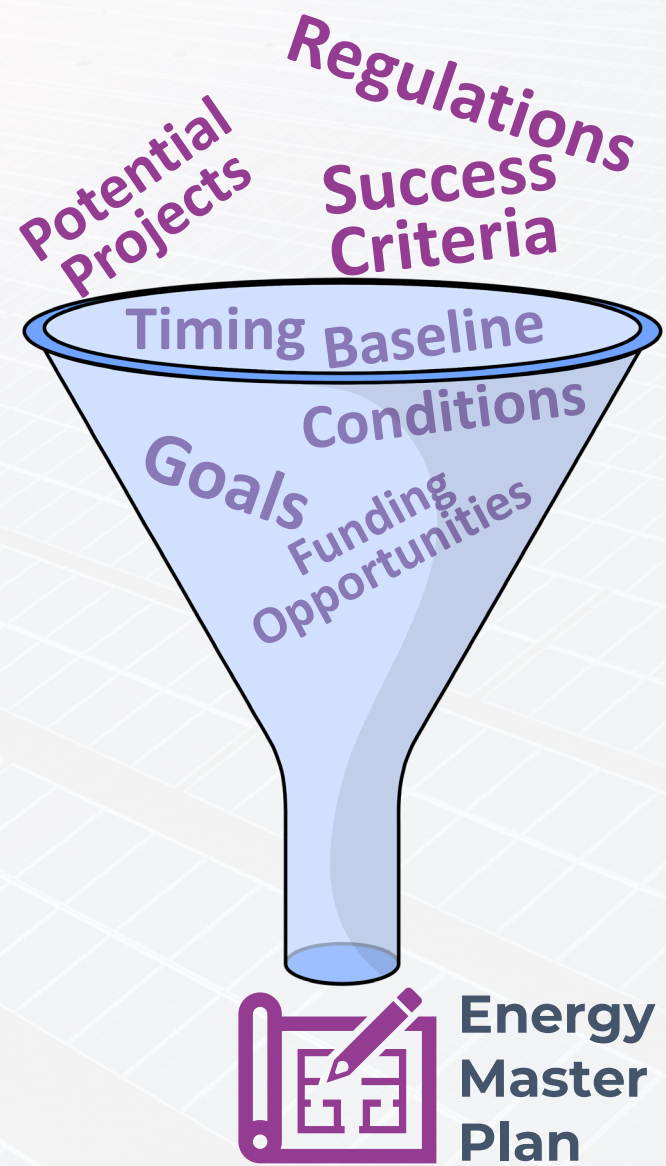 Regulations
Potential
Projects
Success
Criteria
Timing
Baseline
Conditions
Goals
Funding
Opportunities
Energy
Master
Plan